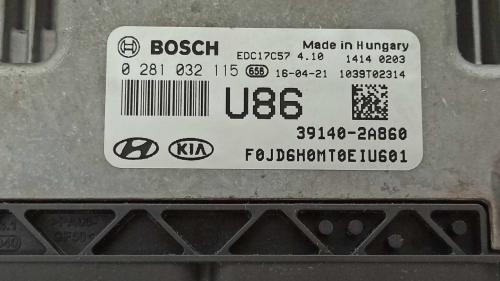 BOSCH
EDC17C57 4.10
Made in Hungary
1414 0203
0 281 032 115 656 16-04-21 1039T02314
U86
39140-2A860
HYUNDAI KIA
F0JD6H0MT0EIU601